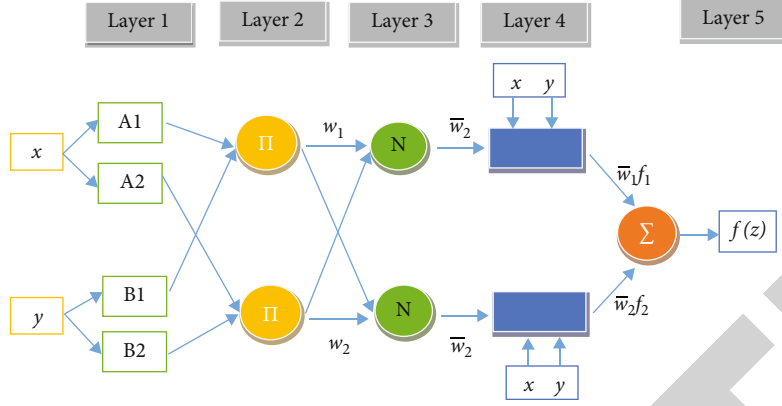 Layer 1 Layer 2 Layer 3 Layer 4 Layer 5
x y
A1 Π w₁ N w̅₂
x
A2 w̅₁f₁
Σ f(z)
B1 w̅₂f₂
y Π N
B2 w₂ w̅₂
x y